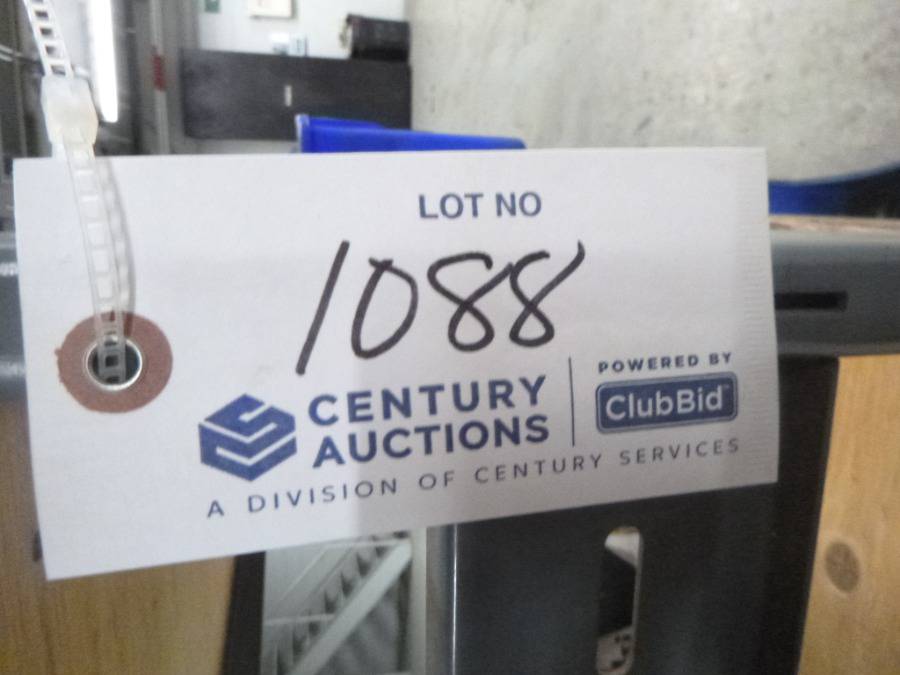 LOT NO
1088
CENTURY
AUCTIONS
POWERED BY
ClubBid
A DIVISION OF CENTURY SERVICES